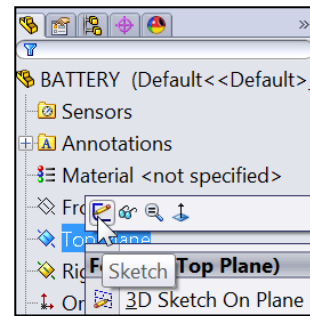 »
BATTERY (Default<<Default>_
Sensors
Annotations
Material <not specified>
Fro
Top Plane
Rig
F
Sketch
Top Plane)
Or
3D Sketch On Plane